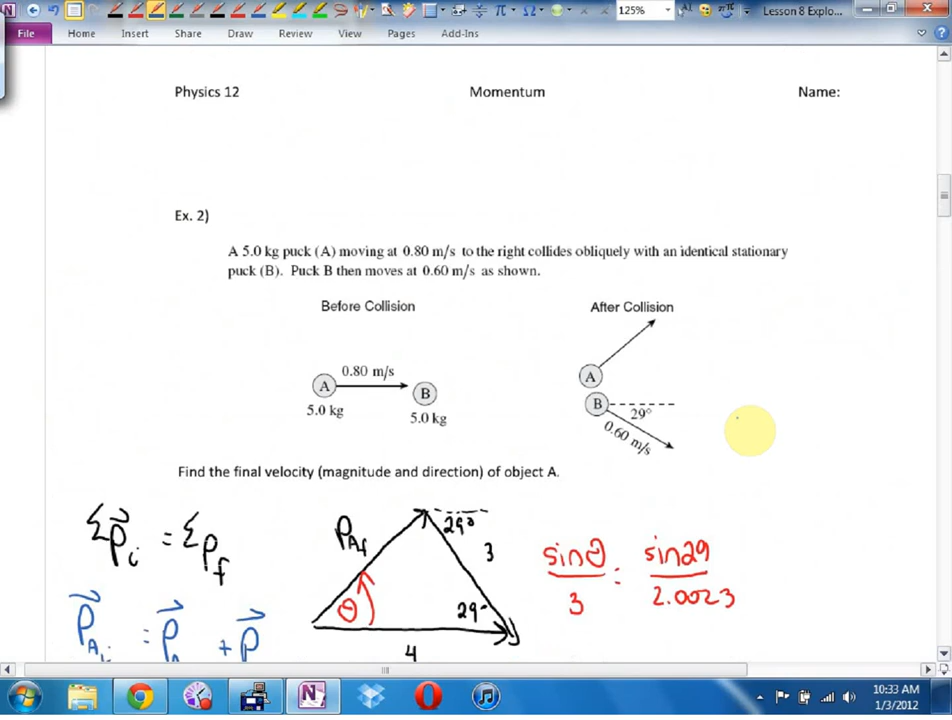 125%
Lesson 8 Explo...
File Home Insert Share Draw Review View Pages Add-Ins
Physics 12 Momentum Name:
Ex. 2)
A 5.0 kg puck (A) moving at 0.80 m/s to the right collides obliquely with an identical stationary
puck (B). Puck B then moves at 0.60 m/s as shown.
Before Collision After Collision
0.80 m/s
A B
5.0 kg 5.0 kg
A
B
29°
0.60 m/s
Find the final velocity (magnitude and direction) of object A.
Σp⃗i = Σpf
PAf
29°
3
θ
29°
4
sinθ/3 = sin29/2.0023
P⃗Ai = P⃗A + P⃗
10:33 AM
1/3/2012